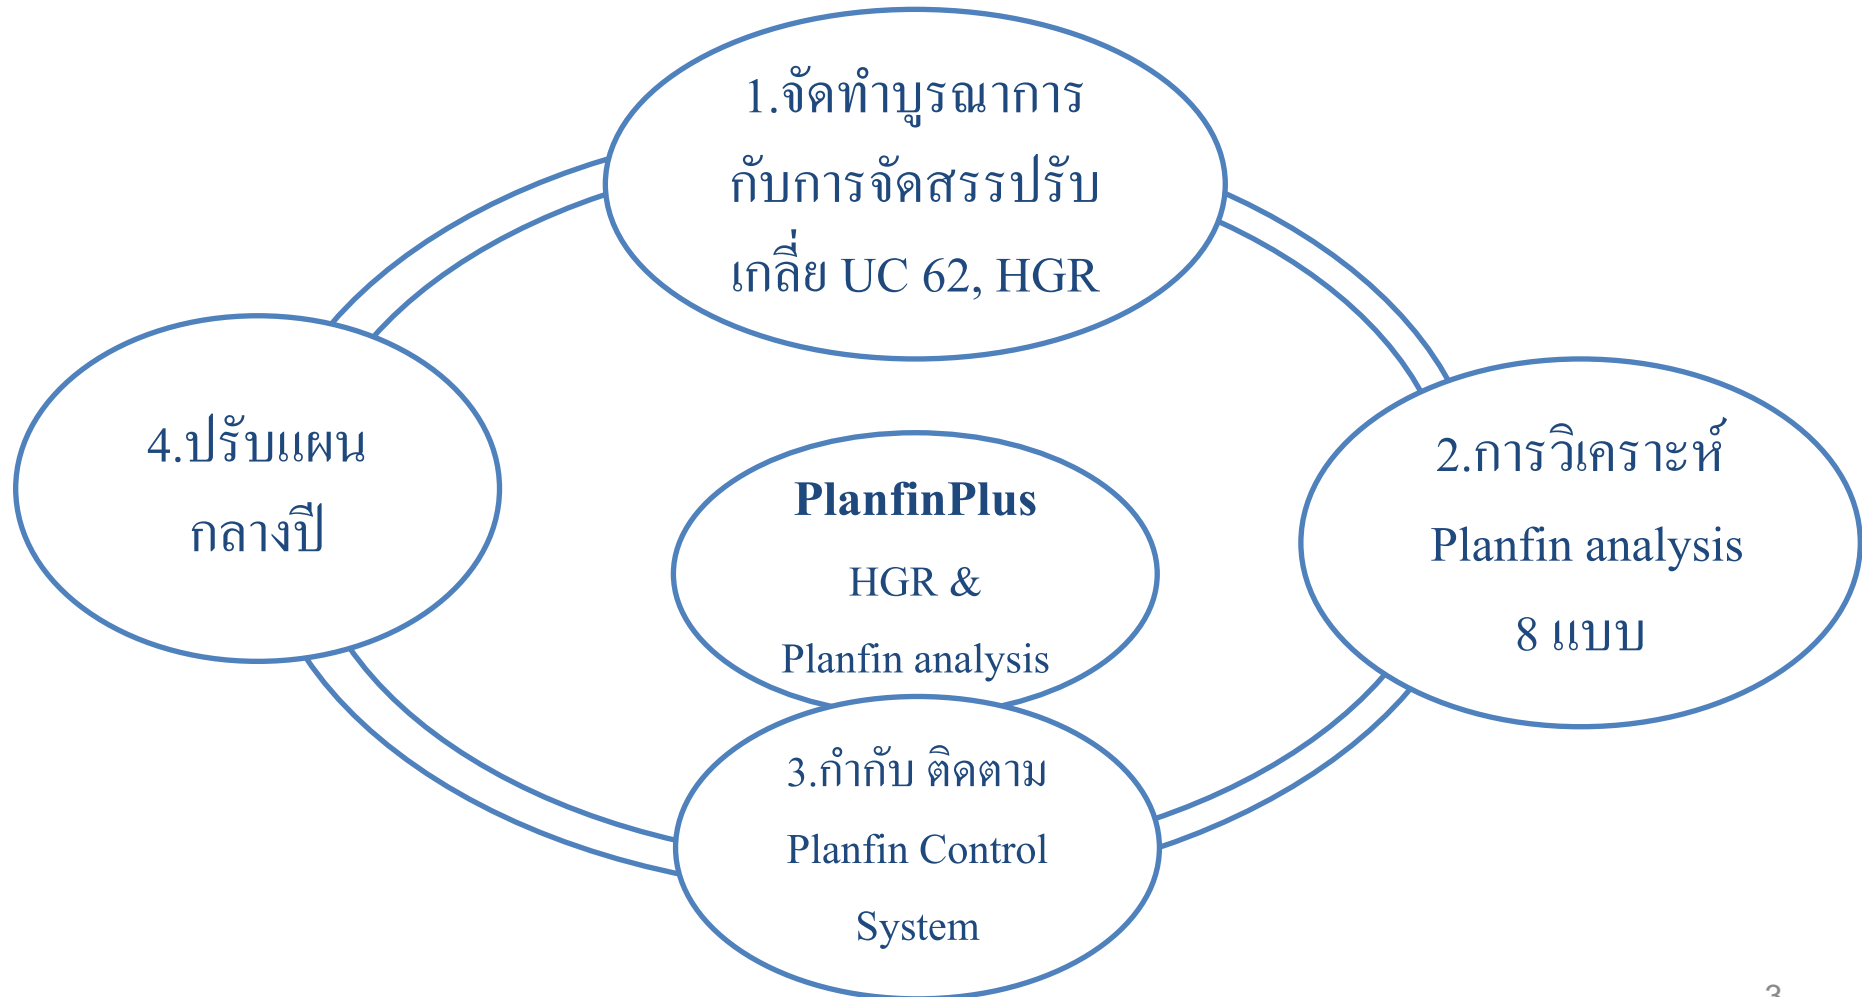 1.จัดทำบูรณาการ
กับการจัดสรรปรับ
เกลี่ย UC 62, HGR
2.การวิเคราะห์
Planfin analysis
8 แบบ
3.กำกับ ติดตาม
Planfin Control
System
4.ปรับแผน
กลางปี
PlanfinPlus
HGR &
Planfin analysis
3